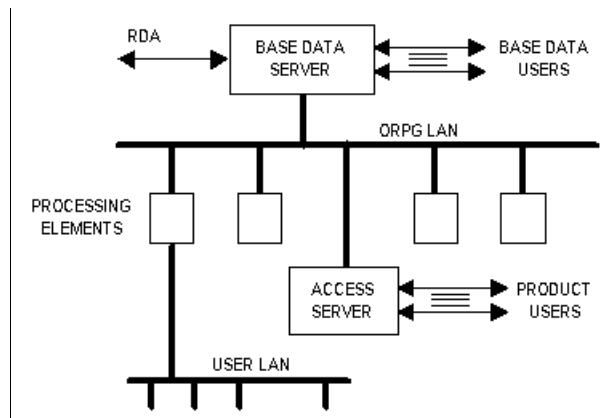 RDA
BASE DATA
SERVER
BASE DATA
USERS
ORPG LAN
PROCESSING
ELEMENTS
ACCESS
SERVER
PRODUCT
USERS
USER LAN